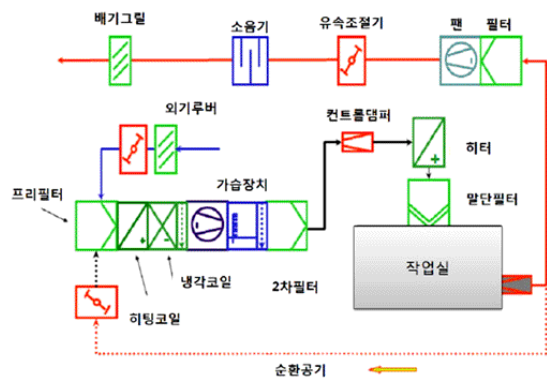 배기그릴
소음기
유속조절기
팬
필터
외기루버
컨트롤댐퍼
히터
프리필터
가습장치
말단필터
냉각코일
2차필터
작업실
히팅코일
순환공기